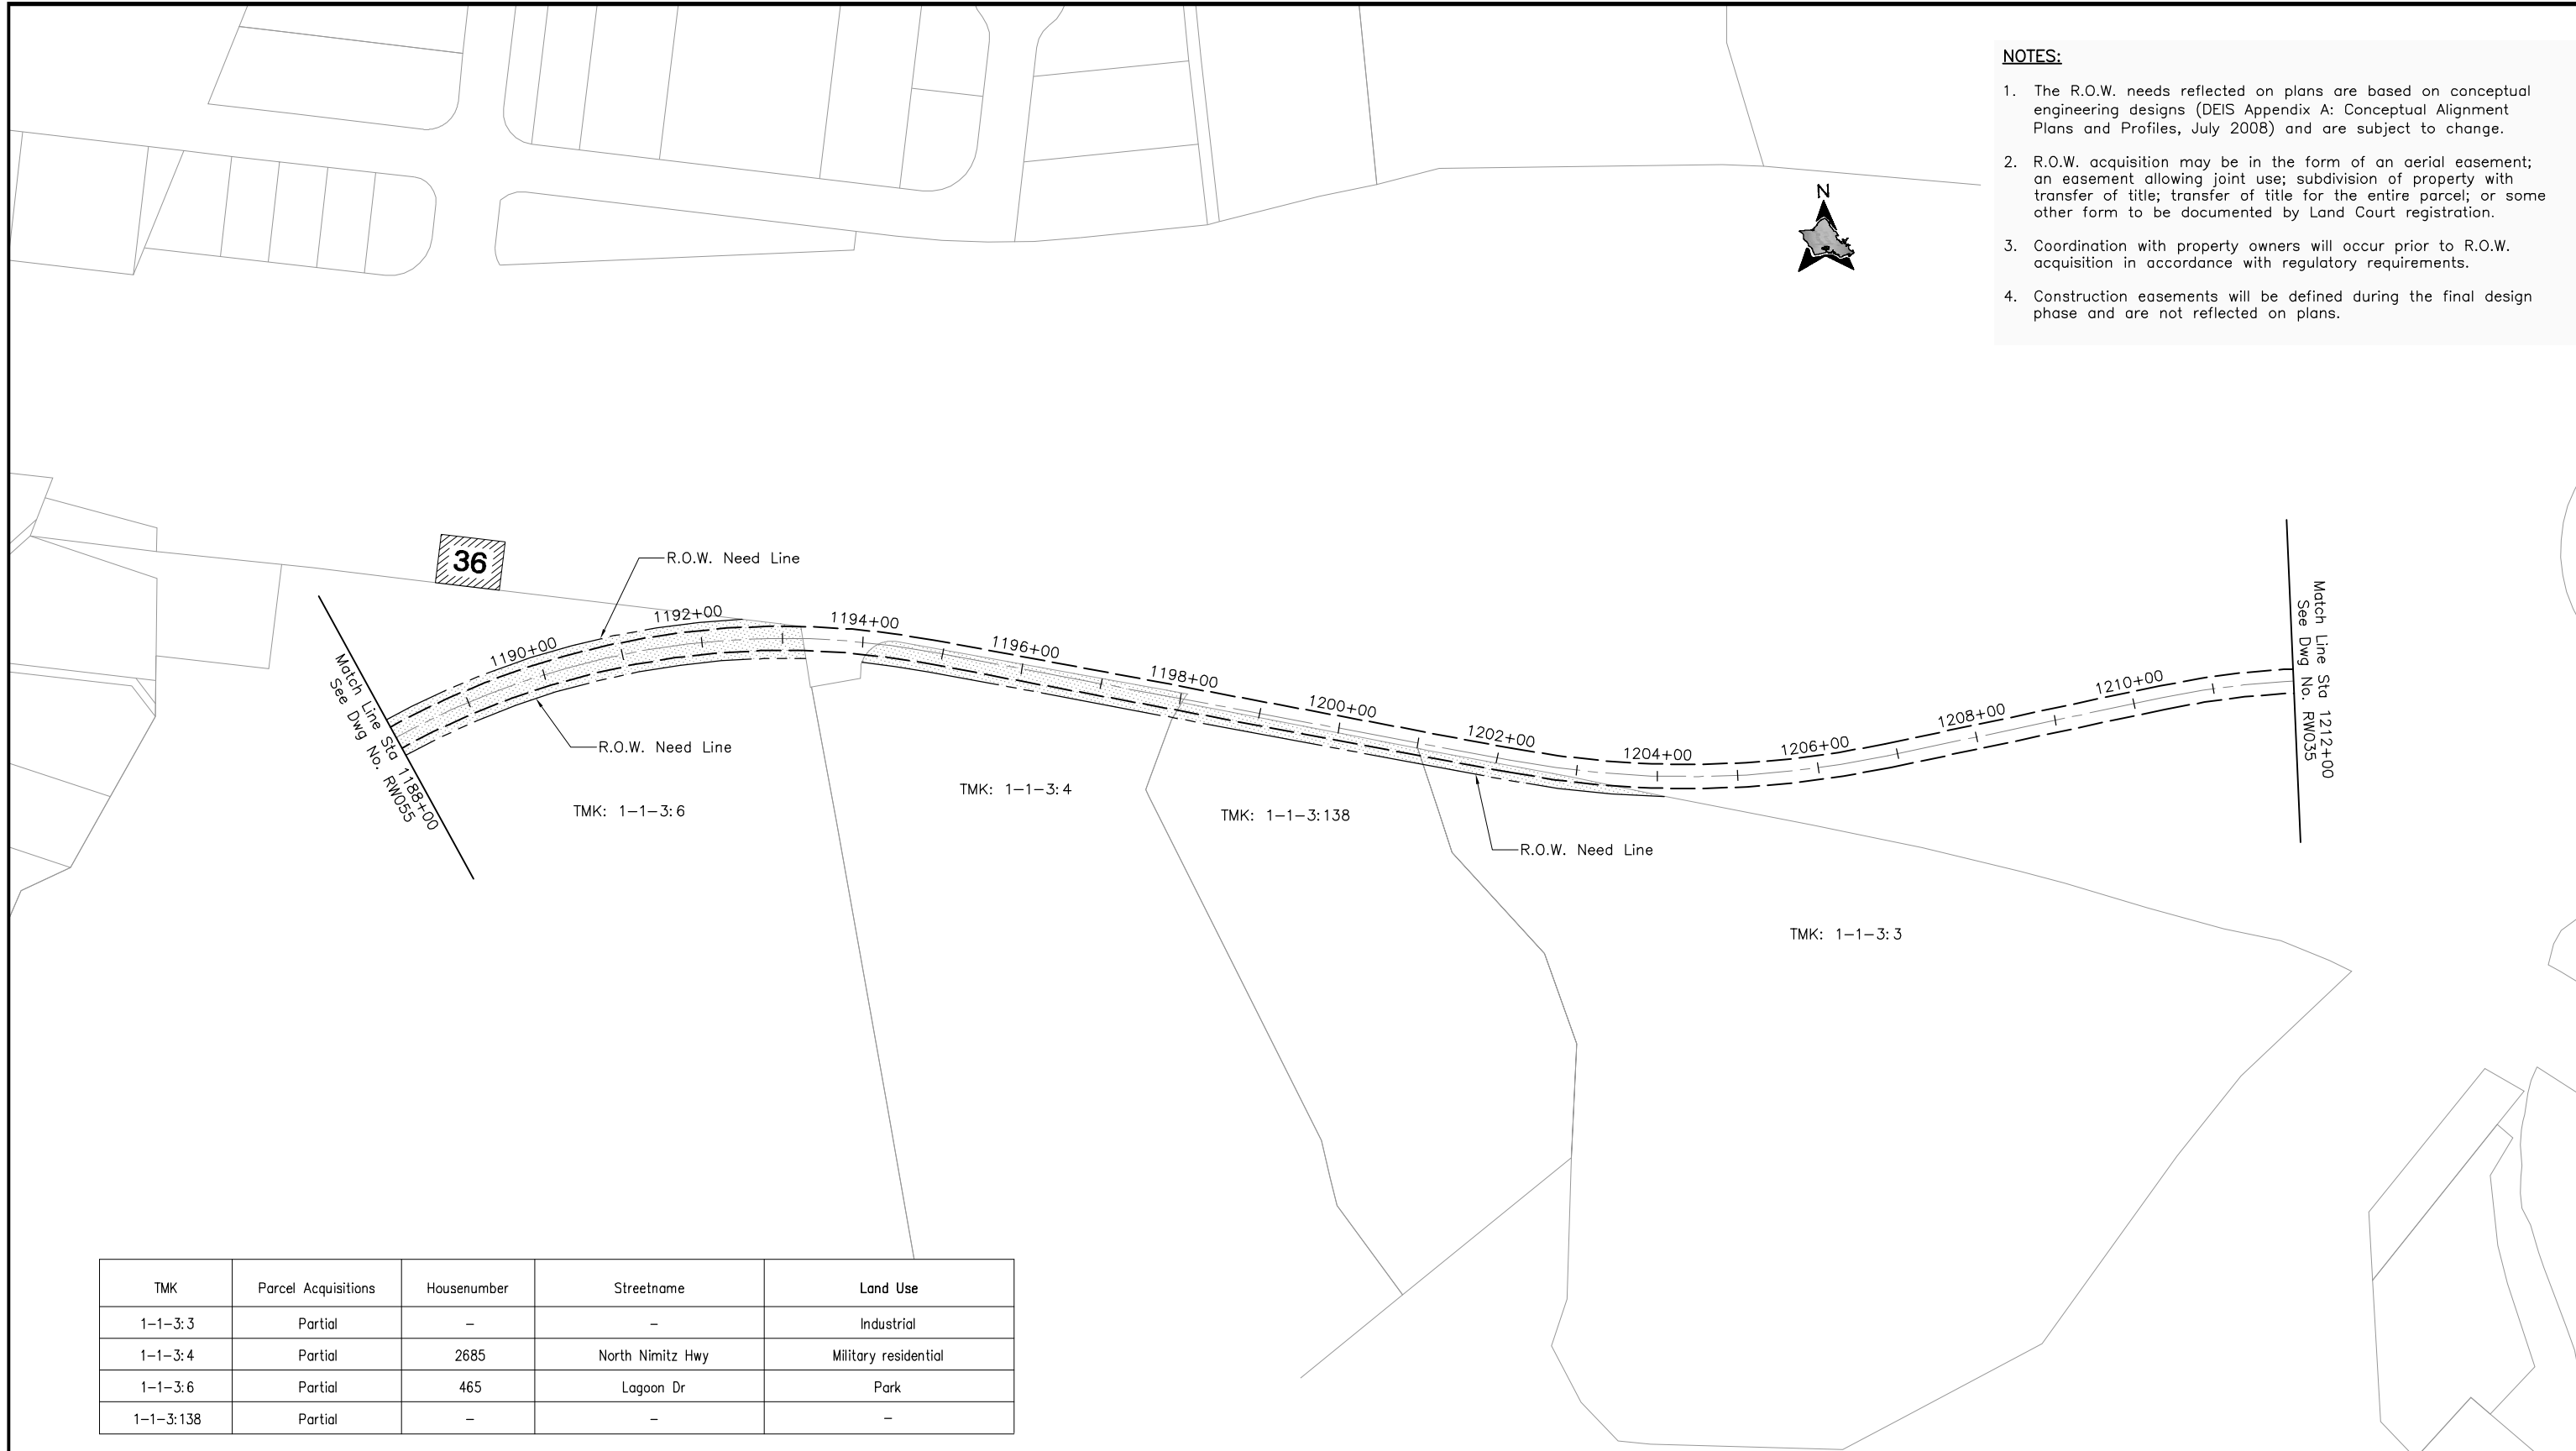 NOTES:
1. The R.O.W. needs reflected on plans are based on conceptual
engineering designs (DEIS Appendix A: Conceptual Alignment
Plans and Profiles, July 2008) and are subject to change.
2. R.O.W. acquisition may be in the form of an aerial easement;
an easement allowing joint use; subdivision of property with
transfer of title; transfer of title for the entire parcel; or some
other form to be documented by Land Court registration.
3. Coordination with property owners will occur prior to R.O.W.
acquisition in accordance with regulatory requirements.
4. Construction easements will be defined during the final design
phase and are not reflected on plans.
N
36
R.O.W. Need Line
1190+00
1192+00
1194+00
1196+00
1198+00
1200+00
1202+00
1204+00
1206+00
1208+00
1210+00
Match Line Sta 1188+00
See Dwg No. RW055
Match Line Sta 1212+00
See Dwg No. RW035
R.O.W. Need Line
R.O.W. Need Line
TMK: 1-1-3:6
TMK: 1-1-3:4
TMK: 1-1-3:138
TMK: 1-1-3:3
TMK Parcel Acquisitions Housenumber Streetname Land Use
1-1-3:3 Partial - - Industrial
1-1-3:4 Partial 2685 North Nimitz Hwy Military residential
1-1-3:6 Partial 465 Lagoon Dr Park
1-1-3:138 Partial - - -